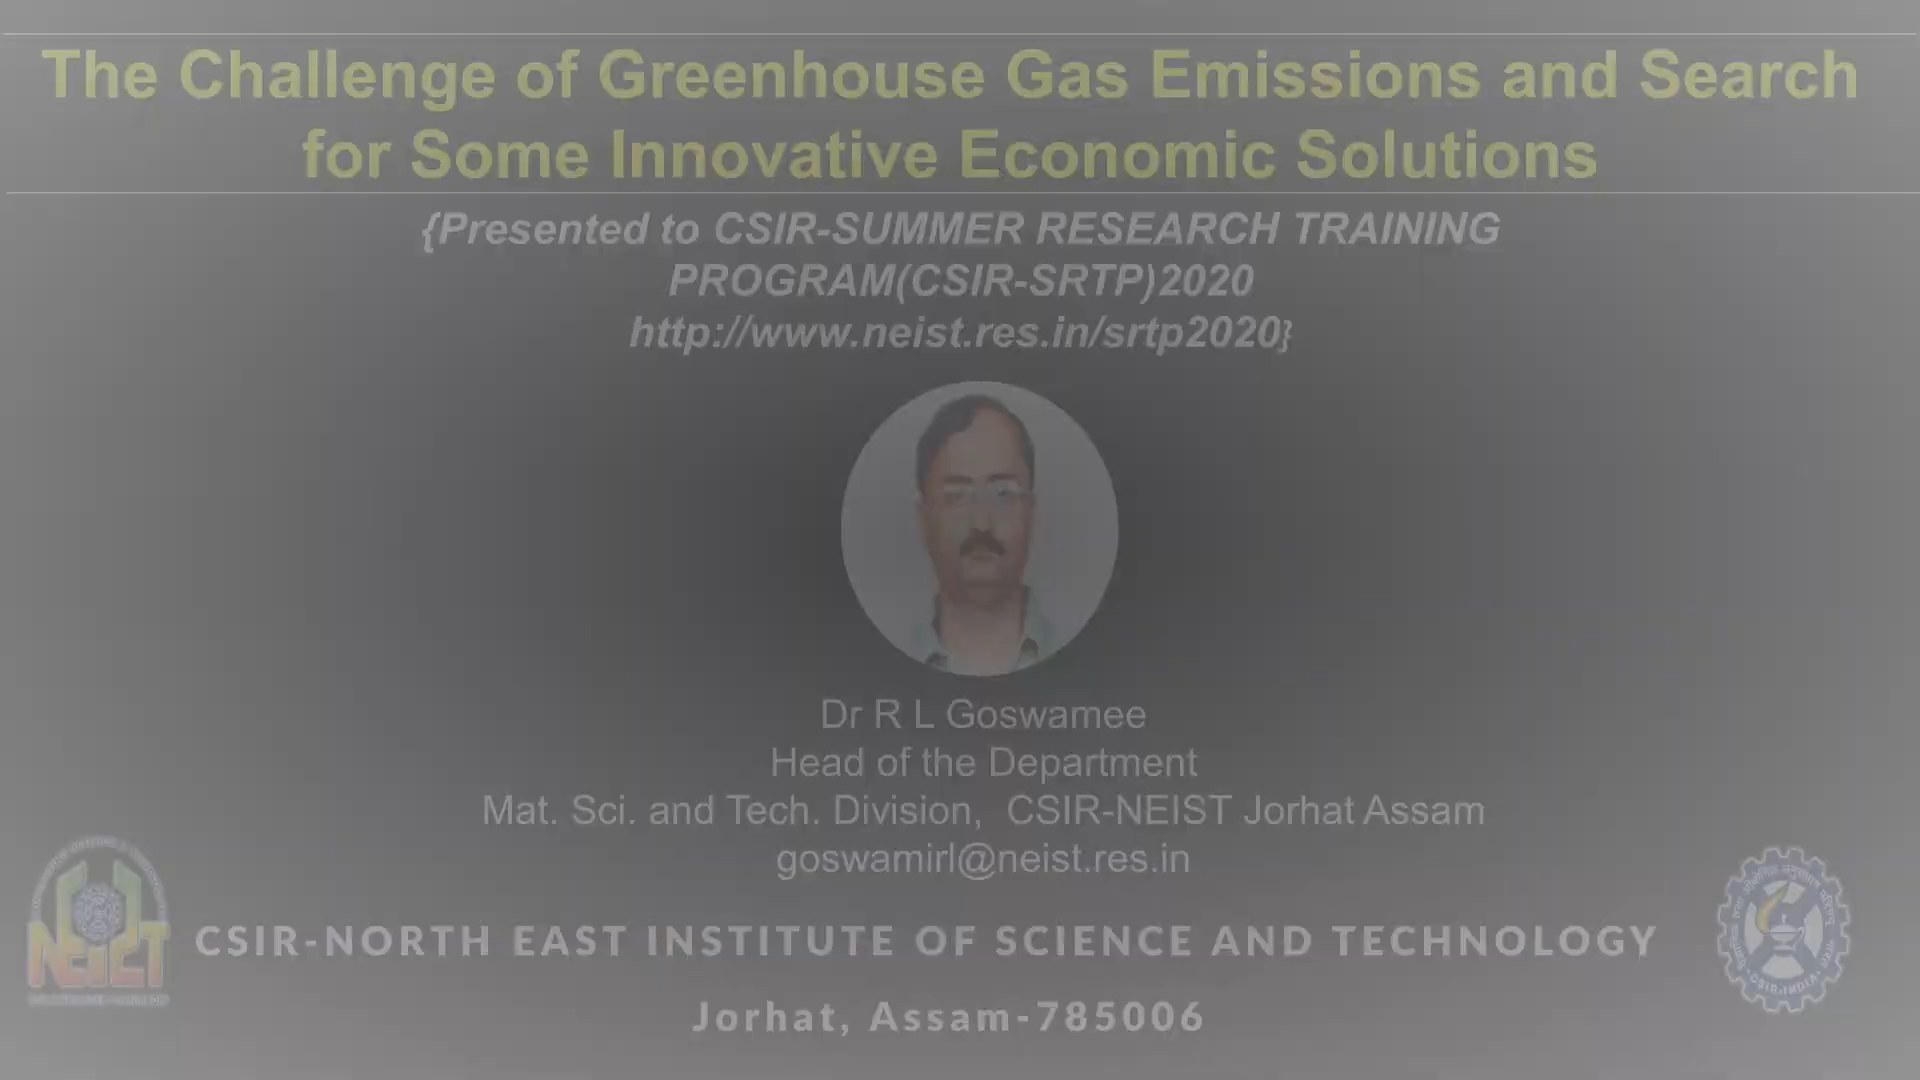 The Challenge of Greenhouse Gas Emissions and Search
for Some Innovative Economic Solutions
{Presented to CSIR-SUMMER RESEARCH TRAINING
PROGRAM(CSIR-SRTP)2020
http://www.neist.res.in/srtp2020}
Dr R L Goswamee
Head of the Department
Mat. Sci. and Tech. Division, CSIR-NEIST Jorhat Assam
goswamirl@neist.res.in
NEIST
CSIR-NORTH EAST INSTITUTE OF SCIENCE AND TECHNOLOGY
CSIR-INDIA
Jorhat, Assam-785006